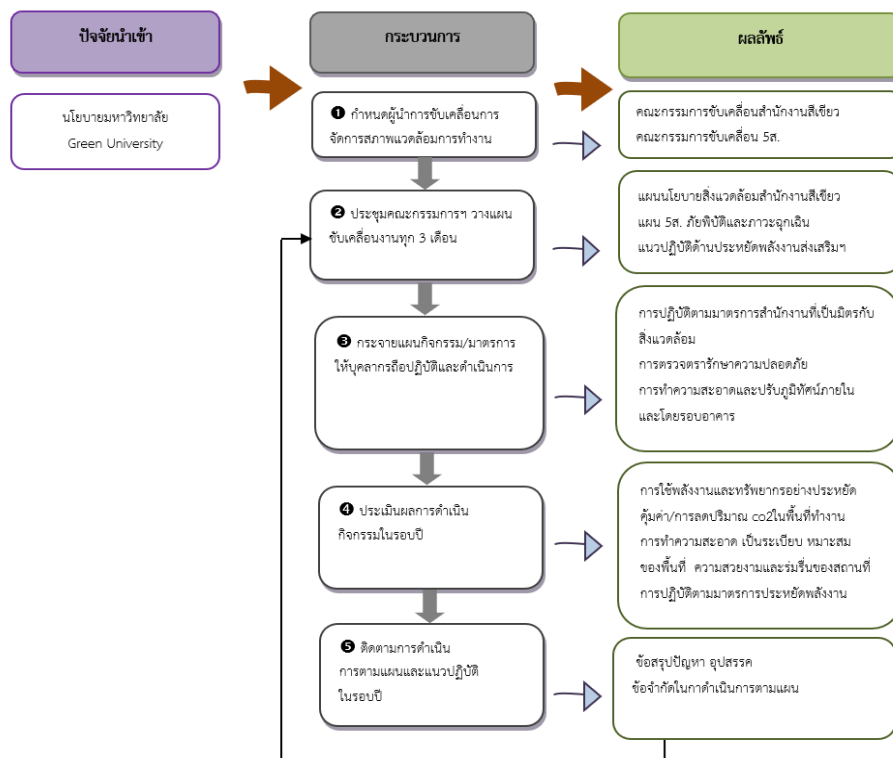 ปัจจัยนำเข้า
กระบวนการ
ผลลัพธ์
นโยบายมหาวิทยาลัย
Green University
❶ กำหนดผู้นำการขับเคลื่อนการ
จัดการสภาพแวดล้อมการทำงาน
คณะกรรมการขับเคลื่อนสำนักงานสีเขียว
คณะกรรมการขับเคลื่อน 5ส.
❷ ประชุมคณะกรรมการฯ วางแผน
ขับเคลื่อนงานทุก 3 เดือน
แผนนโยบายสิ่งแวดล้อมสำนักงานสีเขียว
แผน 5ส. ภัยพิบัติและภาวะฉุกเฉิน
แนวปฏิบัติด้านประหยัดพลังงานส่งเสริมฯ
❸ กระจายแผนกิจกรรม/มาตรการ
ให้บุคลากรถือปฏิบัติและดำเนินการ
การปฏิบัติตามมาตรการสำนักงานที่เป็นมิตรกับ
สิ่งแวดล้อม
การตรวจตรารักษาความปลอดภัย
การทำความสะอาดและปรับภูมิทัศน์ภายใน
และโดยรอบอาคาร
❹ ประเมินผลการดำเนิน
กิจกรรมในรอบปี
การใช้พลังงานและทรัพยากรอย่างประหยัด
คุ้มค่า/การลดปริมาณ co2ในพื้นที่ทำงาน
การทำความสะอาด เป็นระเบียบ หมาะสม
ของพื้นที่ ความสวยงามและร่มรื่นของสถานที่
การปฏิบัติตามมาตรการประหยัดพลังงาน
❺ ติดตามการดำเนิน
การตามแผนและแนวปฏิบัติ
ในรอบปี
ข้อสรุปปัญหา อุปสรรค
ข้อจำกัดในกาดำเนินการตามแผน